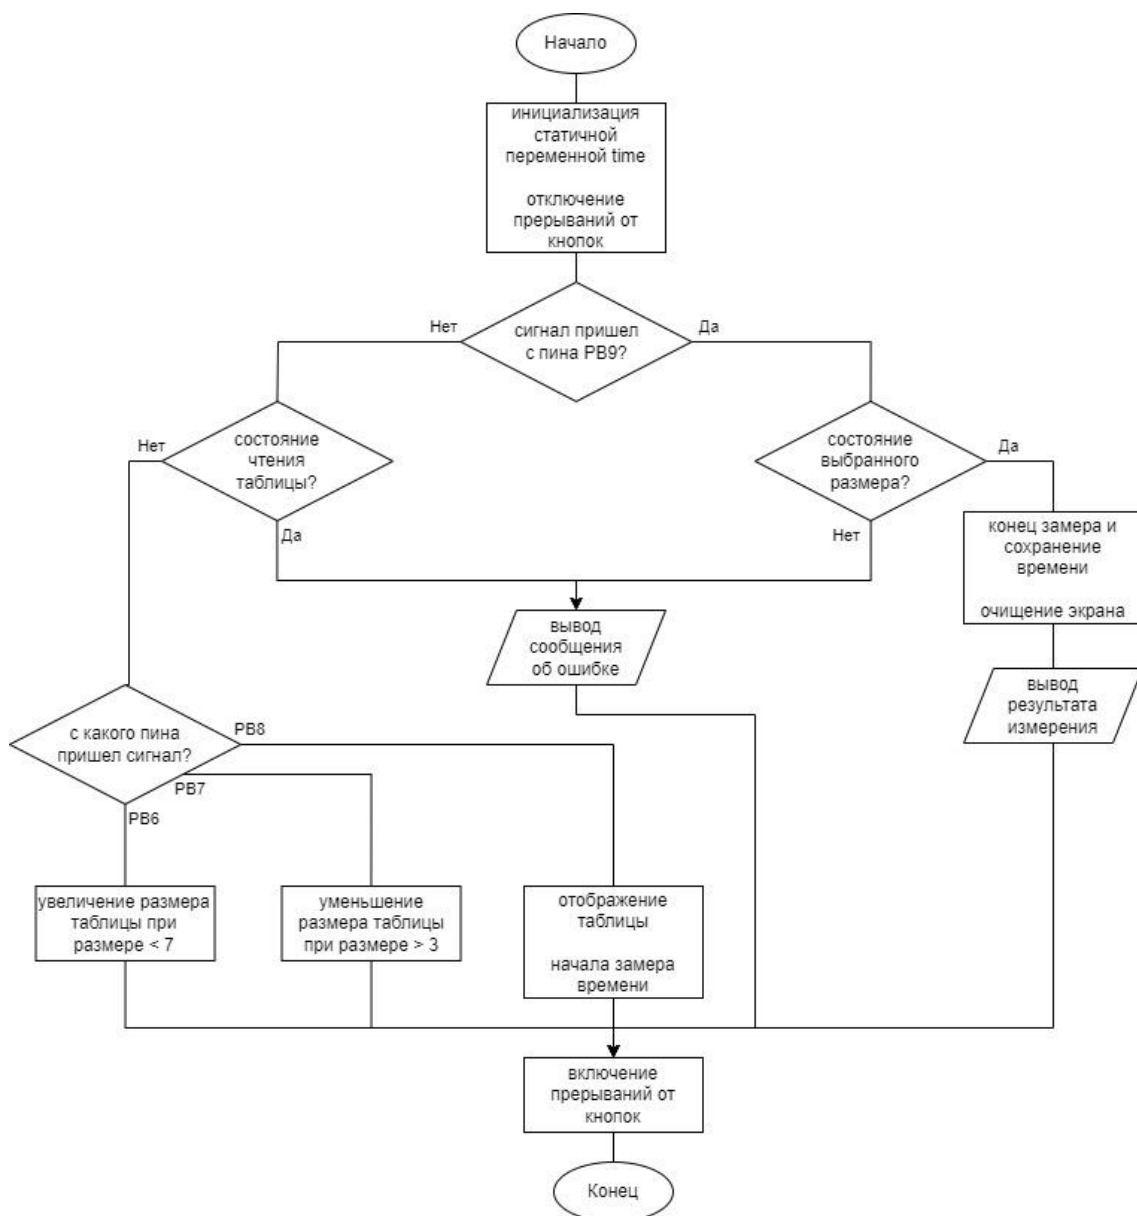 Начало
инициализация
статичной
переменной time
отключение
прерываний от
кнопок
сигнал пришел
с пина PB9?
Нет
Да
состояние
чтения
таблицы?
Нет
Да
состояние
выбранного
размера?
Да
Нет
конец замера и
сохранение
времени
очищение экрана
вывод
сообщения
об ошибке
вывод
результата
измерения
с какого пина
пришел сигнал?
PB8
PB7
PB6
увеличение размера
таблицы при
размере < 7
уменьшение
размера таблицы
при размере > 3
отображение
таблицы
начала замера
времени
включение
прерываний от
кнопок
Конец